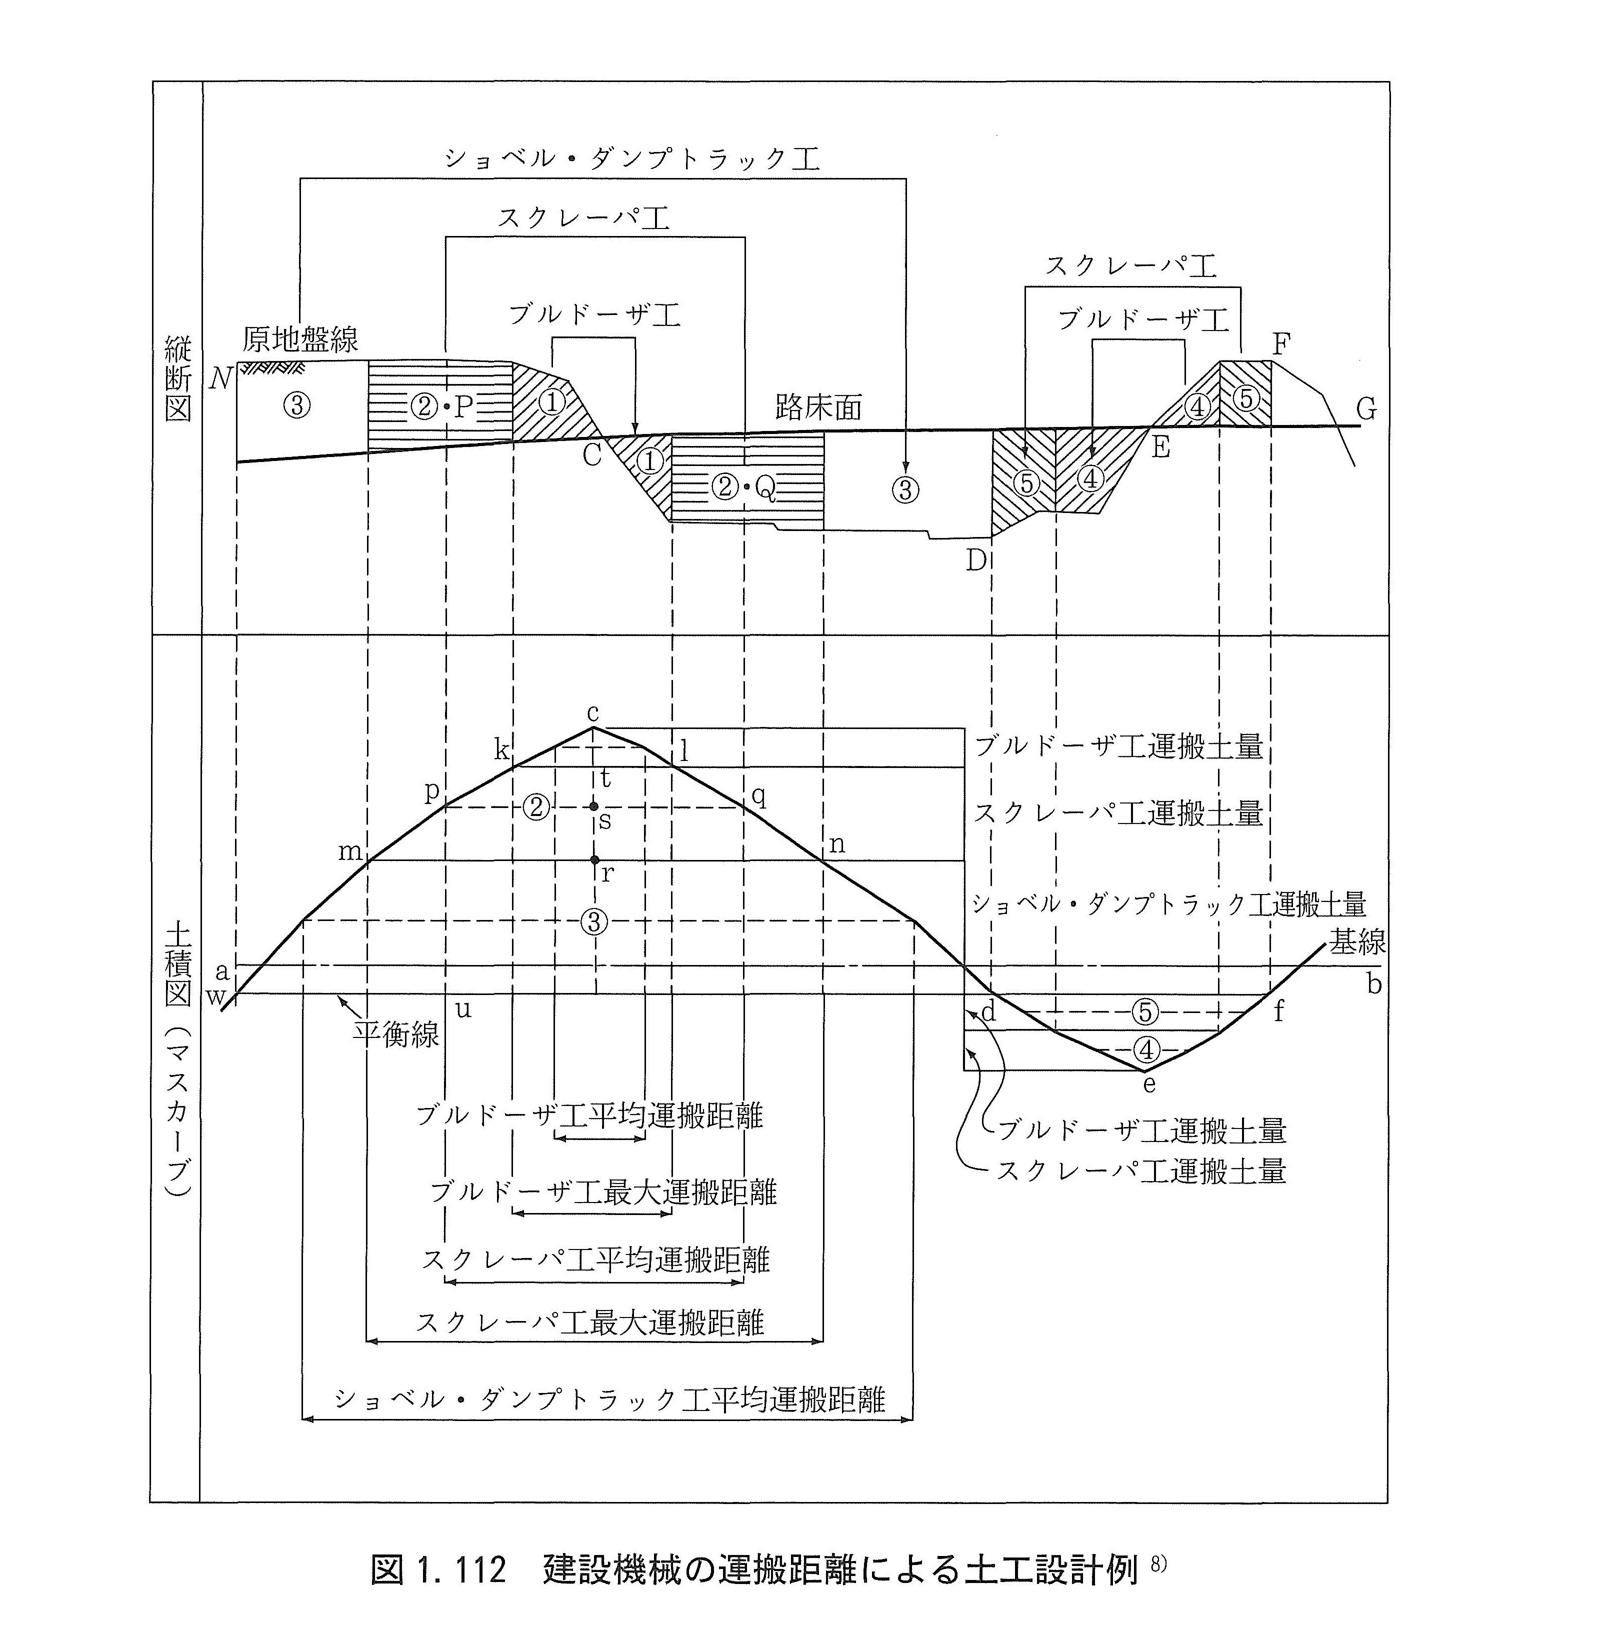 縦断図
ショベル・ダンプトラック工
スクレーパ工
ブルドーザ工
スクレーパ工
ブルドーザ工
原地盤線
N
F
③
②・P
①
路床面
G
C
①
②・Q
③
⑤
④
E
④
⑤
D
土積図（マスカーブ）
c
k
l
t
p
②
s
q
m
r
n
③
ブルドーザ工運搬土量
スクレーパ工運搬土量
ショベル・ダンプトラック工運搬土量
基線
a
b
w
u
d
f
平衡線
⑤
④
e
ブルドーザ工運搬土量
スクレーパ工運搬土量
ブルドーザ工平均運搬距離
ブルドーザ工最大運搬距離
スクレーパ工平均運搬距離
スクレーパ工最大運搬距離
ショベル・ダンプトラック工平均運搬距離
図1.112　建設機械の運搬距離による土工設計例 8)